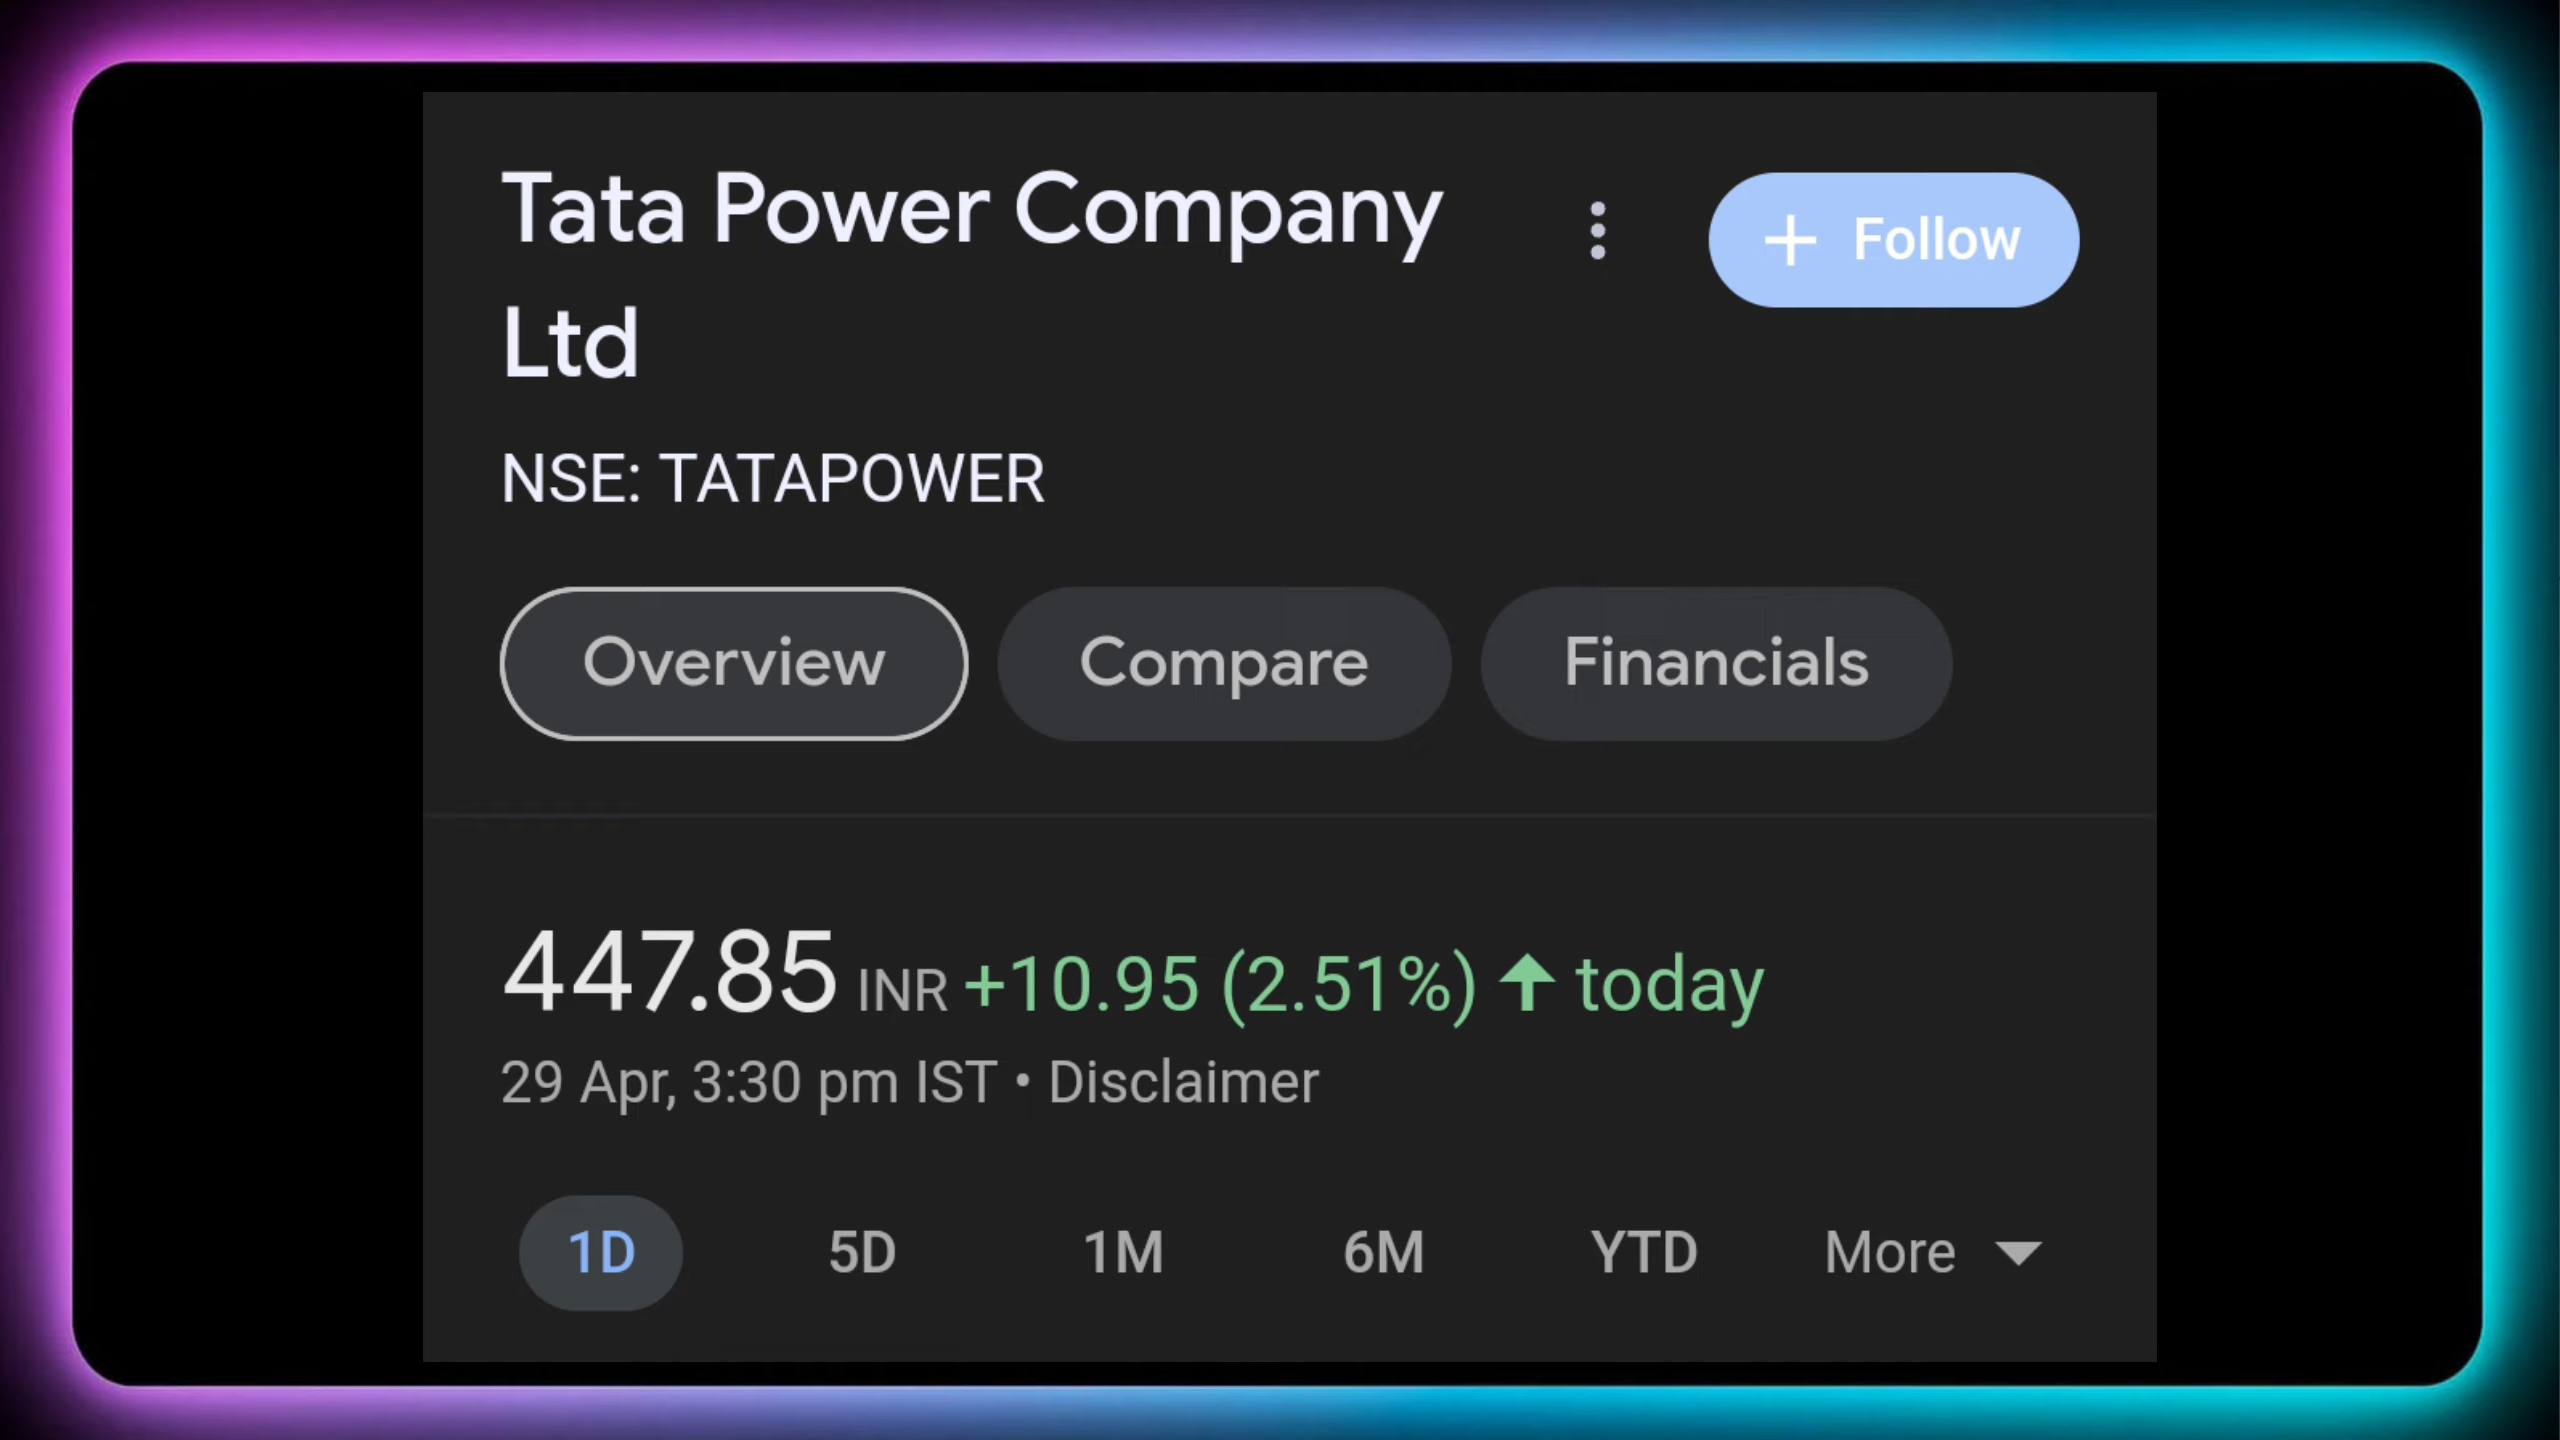 Tata Power Company
Ltd
+ Follow
NSE: TATAPOWER
Overview Compare Financials
447.85 INR +10.95 (2.51%) ↑ today
29 Apr, 3:30 pm IST • Disclaimer
1D 5D 1M 6M YTD More